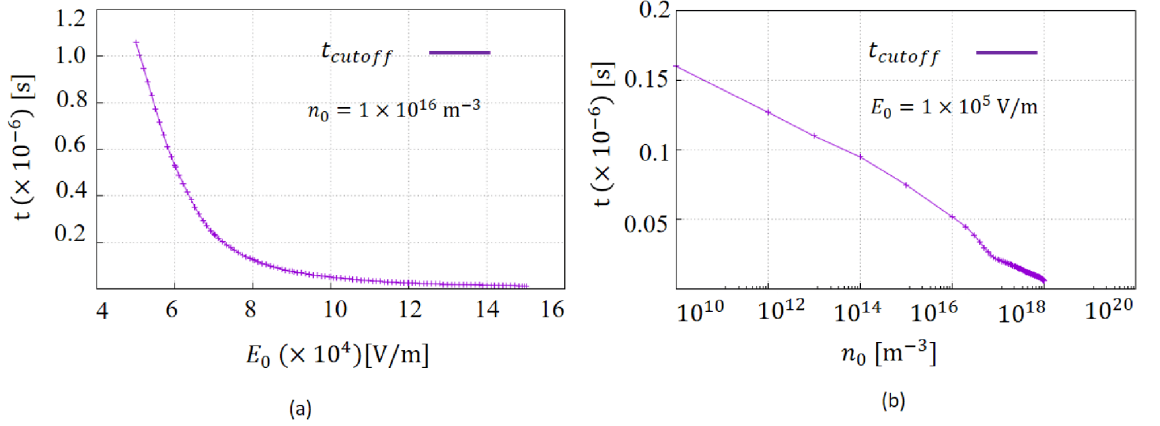 1.2
1.0
0.8
0.6
0.4
0.2
t (× 10⁻⁶) [s]
t_cutoff
n₀ = 1 × 10¹⁶ m⁻³
4 6 8 10 12 14 16
E₀ (× 10⁴)[V/m]
(a)
0.2
0.15
0.1
0.05
t (× 10⁻⁶) [s]
t_cutoff
E₀ = 1 × 10⁵ V/m
10¹⁰ 10¹² 10¹⁴ 10¹⁶ 10¹⁸ 10²⁰
n₀ [m⁻³]
(b)